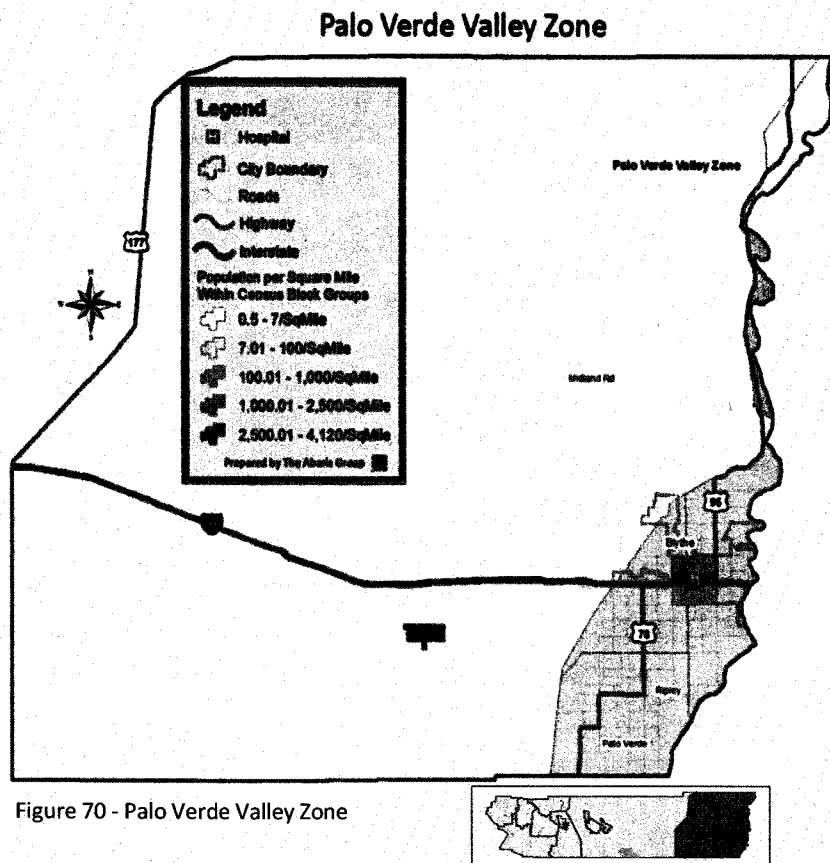 Palo Verde Valley Zone
Legend
Hospital
City Boundary
Roads
Highway
Interstate
Population per Square Mile
Within Census Block Groups
0.5 - 7/SqMile
7.01 - 100/SqMile
100.01 - 1,000/SqMile
1,000.01 - 2,500/SqMile
2,500.01 - 4,120/SqMile
Prepared by The Abaris Group
Palo Verde Valley Zone
177
Midland Rd
95
Blythe
78
Ripley
Palo Verde
Figure 70 - Palo Verde Valley Zone